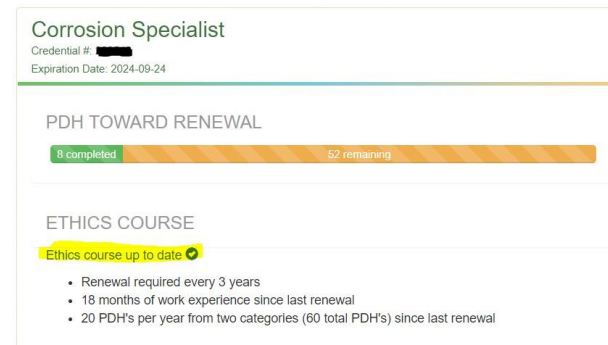 Corrosion Specialist
Credential #:
Expiration Date: 2024-09-24
PDH TOWARD RENEWAL
8 completed 52 remaining
ETHICS COURSE
Ethics course up to date
• Renewal required every 3 years
• 18 months of work experience since last renewal
• 20 PDH's per year from two categories (60 total PDH's) since last renewal